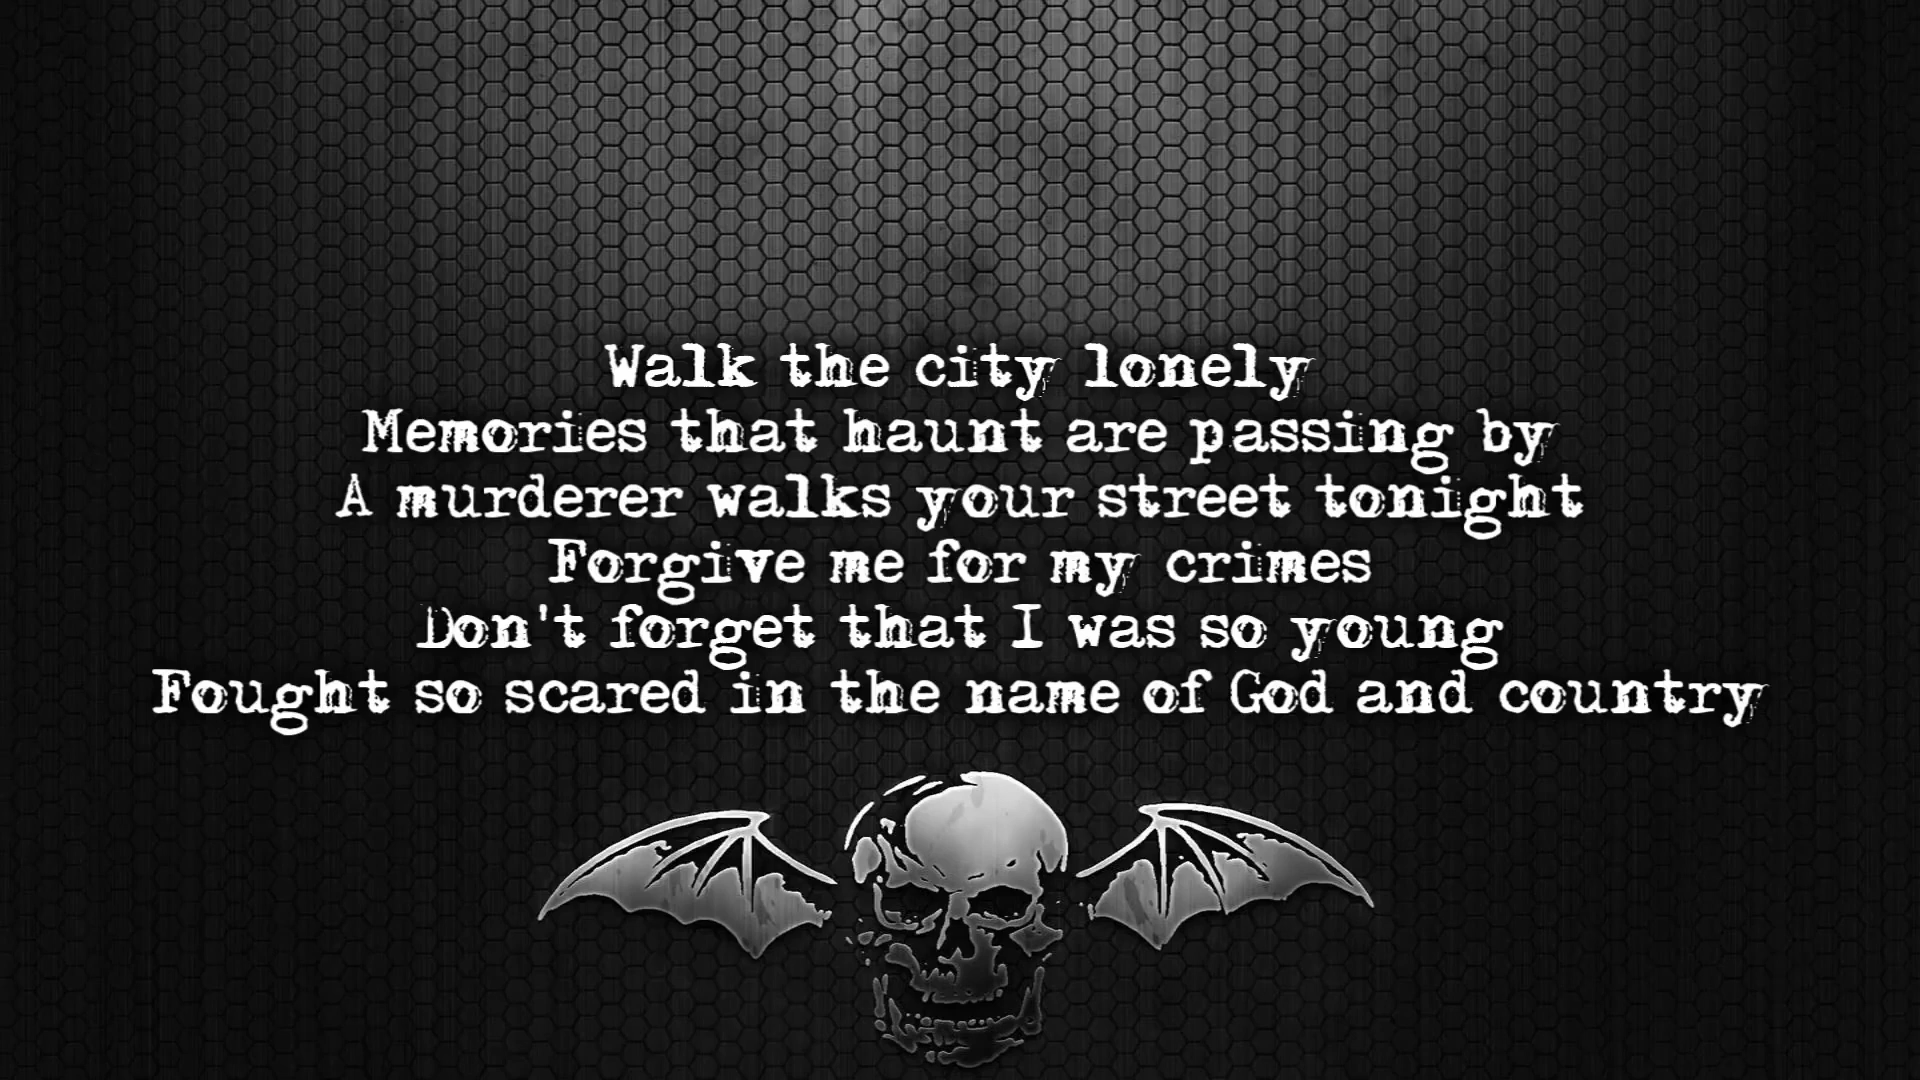 Walk the city lonely
Memories that haunt are passing by
A murderer walks your street tonight
Forgive me for my crimes
Don't forget that I was so young
Fought so scared in the name of God and country